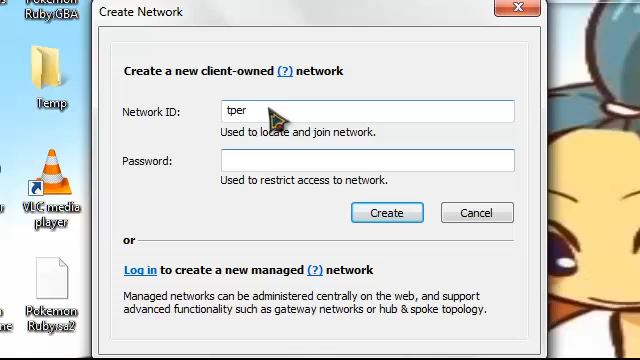 Pokemon
Ruby:GBA
Create Network
Create a new client-owned (?) network
Temp
Network ID:
tper
Used to locate and join network.
Password:
Used to restrict access to network.
VLC media
player
Create
Cancel
or
Log in to create a new managed (?) network
Managed networks can be administered centrally on the web, and support
advanced functionality such as gateway networks or hub & spoke topology.
Pokemon
Ruby:sa2